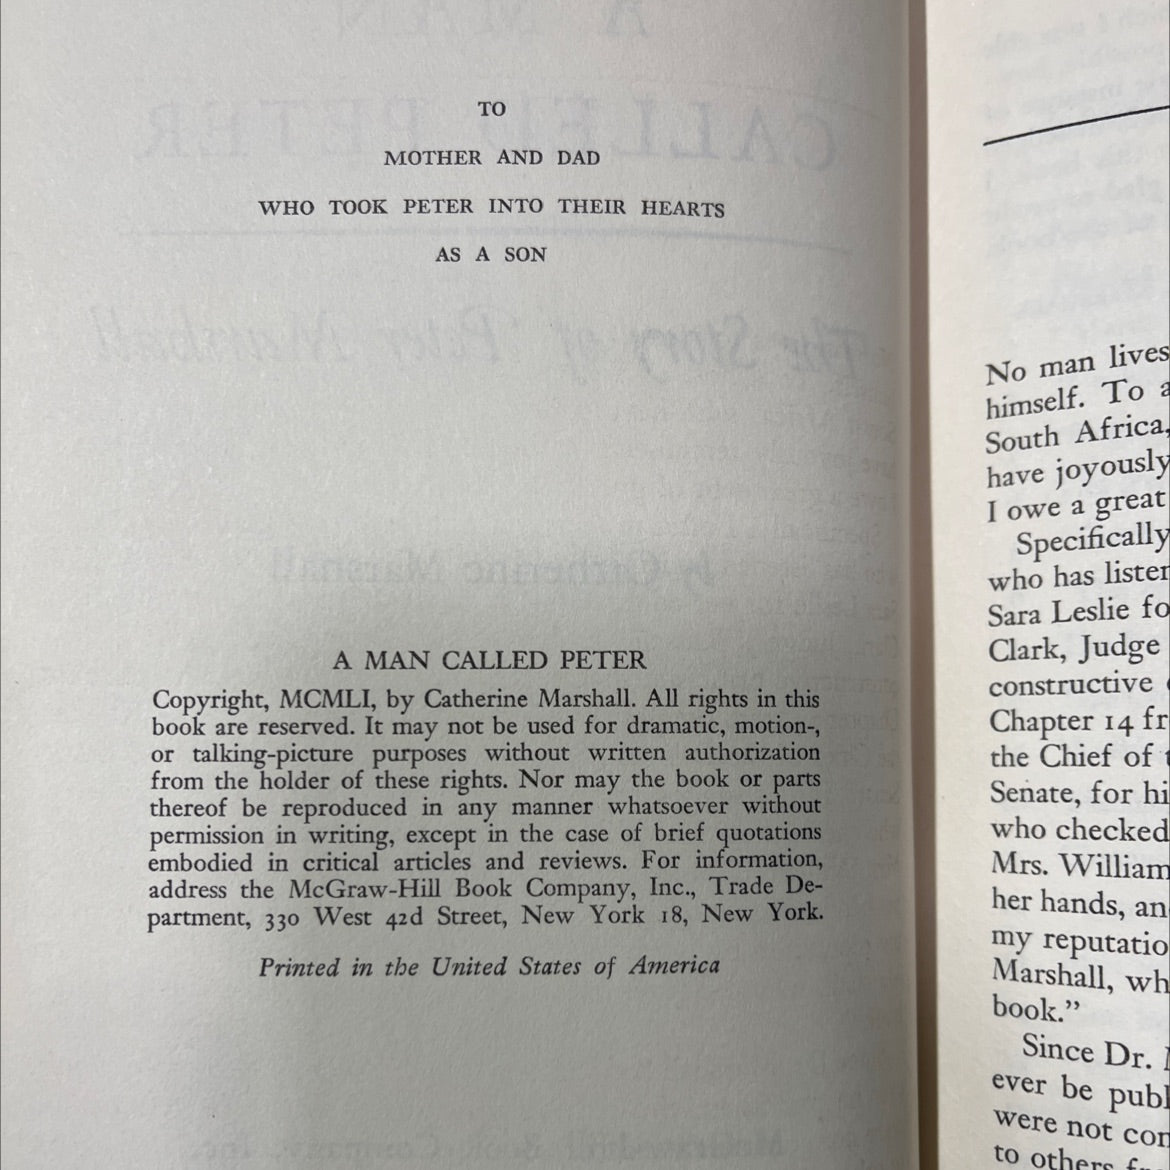 TO
MOTHER AND DAD
WHO TOOK PETER INTO THEIR HEARTS
AS A SON
A MAN CALLED PETER
Copyright, MCMLI, by Catherine Marshall. All rights in this
book are reserved. It may not be used for dramatic, motion-,
or talking-picture purposes without written authorization
from the holder of these rights. Nor may the book or parts
thereof be reproduced in any manner whatsoever without
permission in writing, except in the case of brief quotations
embodied in critical articles and reviews. For information,
address the McGraw-Hill Book Company, Inc., Trade De-
partment, 330 West 42d Street, New York 18, New York.
Printed in the United States of America
No man lives
himself. To a
South Africa,
have joyously
I owe a great
Specifically
who has listen
Sara Leslie fo
Clark, Judge
constructive
Chapter 14 fr
the Chief of
Senate, for hi
who checked
Mrs. William
her hands, an
my reputatio
Marshall, wh
book.”
Since Dr.
ever be publ
were not con
to others